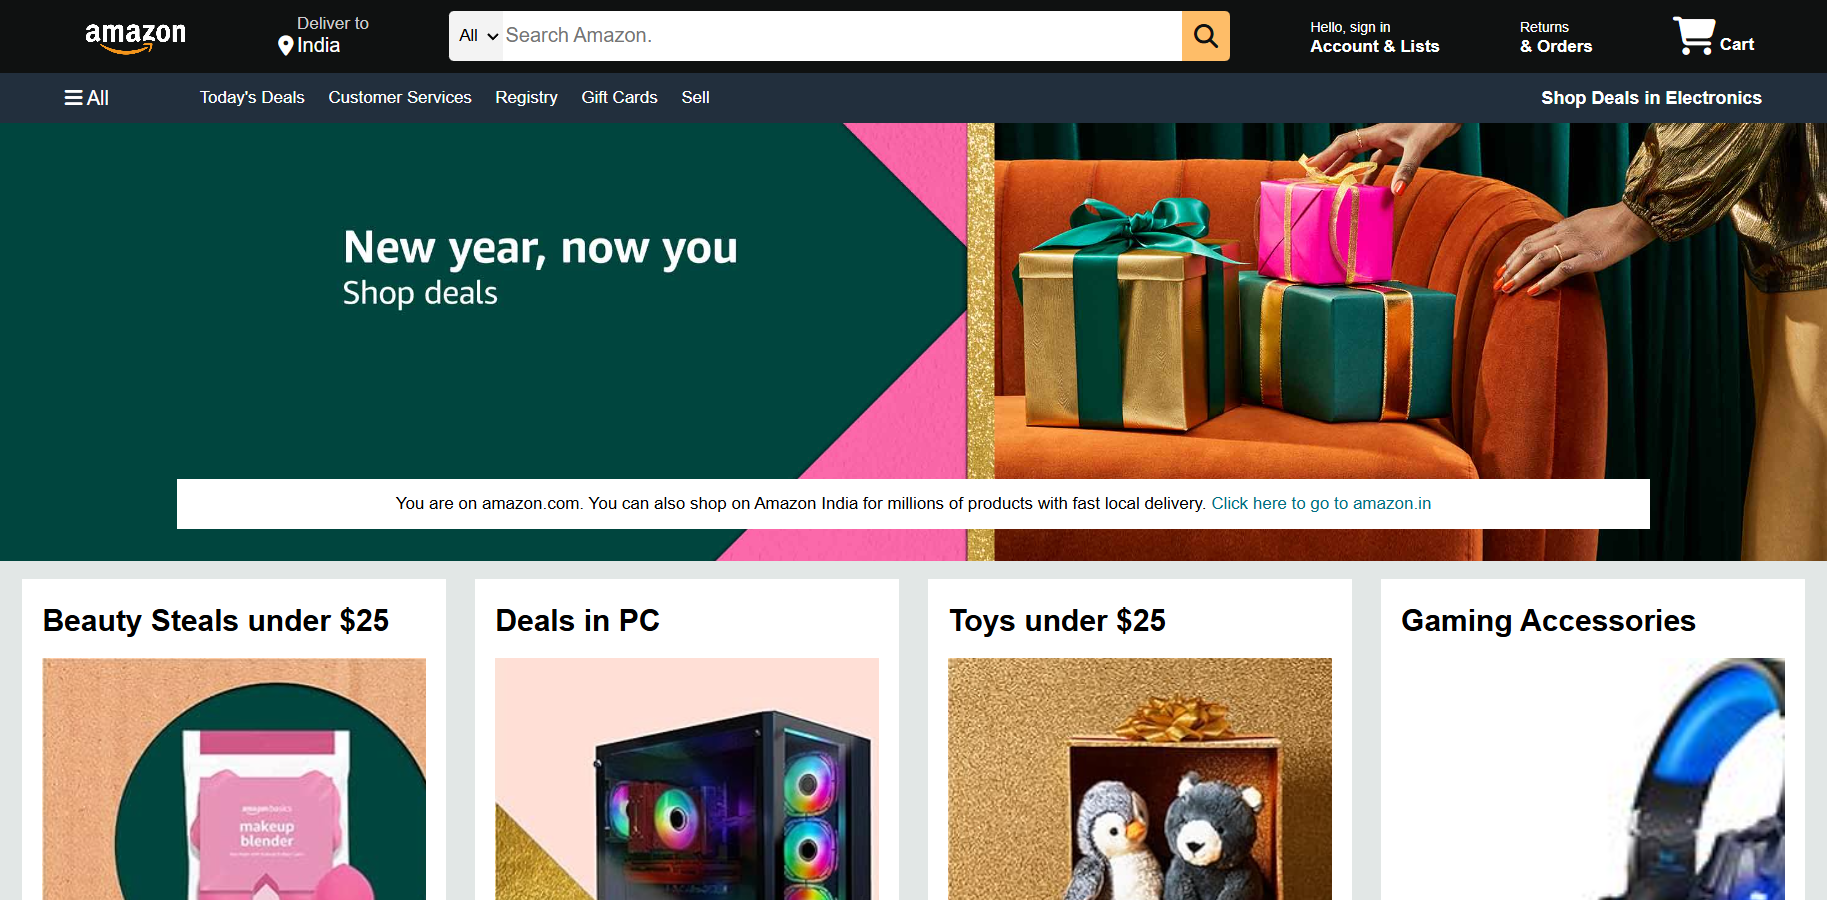 amazon
Deliver to
India
All
Search Amazon.
Hello, sign in
Account & Lists
Returns
& Orders
Cart
All
Today's Deals
Customer Services
Registry
Gift Cards
Sell
Shop Deals in Electronics
New year, now you
Shop deals
You are on amazon.com. You can also shop on Amazon India for millions of products with fast local delivery. Click here to go to amazon.in
Beauty Steals under $25
Deals in PC
Toys under $25
Gaming Accessories
amazon basics
makeup
blender